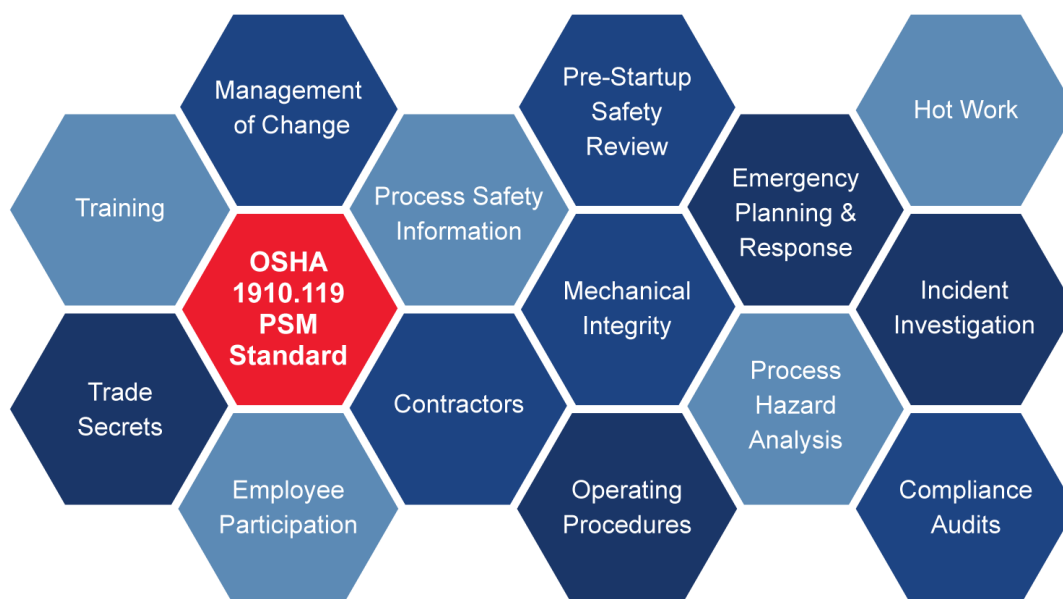 Management
of Change
Pre-Startup
Safety
Review
Hot Work
Training
Process Safety
Information
Emergency
Planning &
Response
OSHA
1910.119
PSM
Standard
Mechanical
Integrity
Incident
Investigation
Trade
Secrets
Contractors
Process
Hazard
Analysis
Employee
Participation
Operating
Procedures
Compliance
Audits